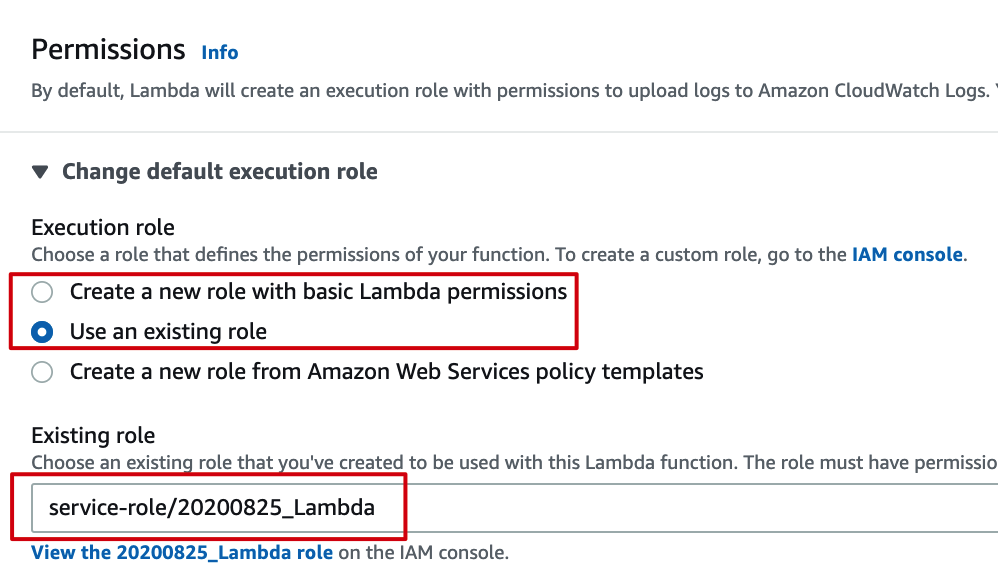 Permissions Info
By default, Lambda will create an execution role with permissions to upload logs to Amazon CloudWatch Logs.
Change default execution role
Execution role
Choose a role that defines the permissions of your function. To create a custom role, go to the IAM console.
Create a new role with basic Lambda permissions
Use an existing role
Create a new role from Amazon Web Services policy templates
Existing role
Choose an existing role that you've created to be used with this Lambda function. The role must have permissio
service-role/20200825_Lambda
View the 20200825_Lambda role on the IAM console.